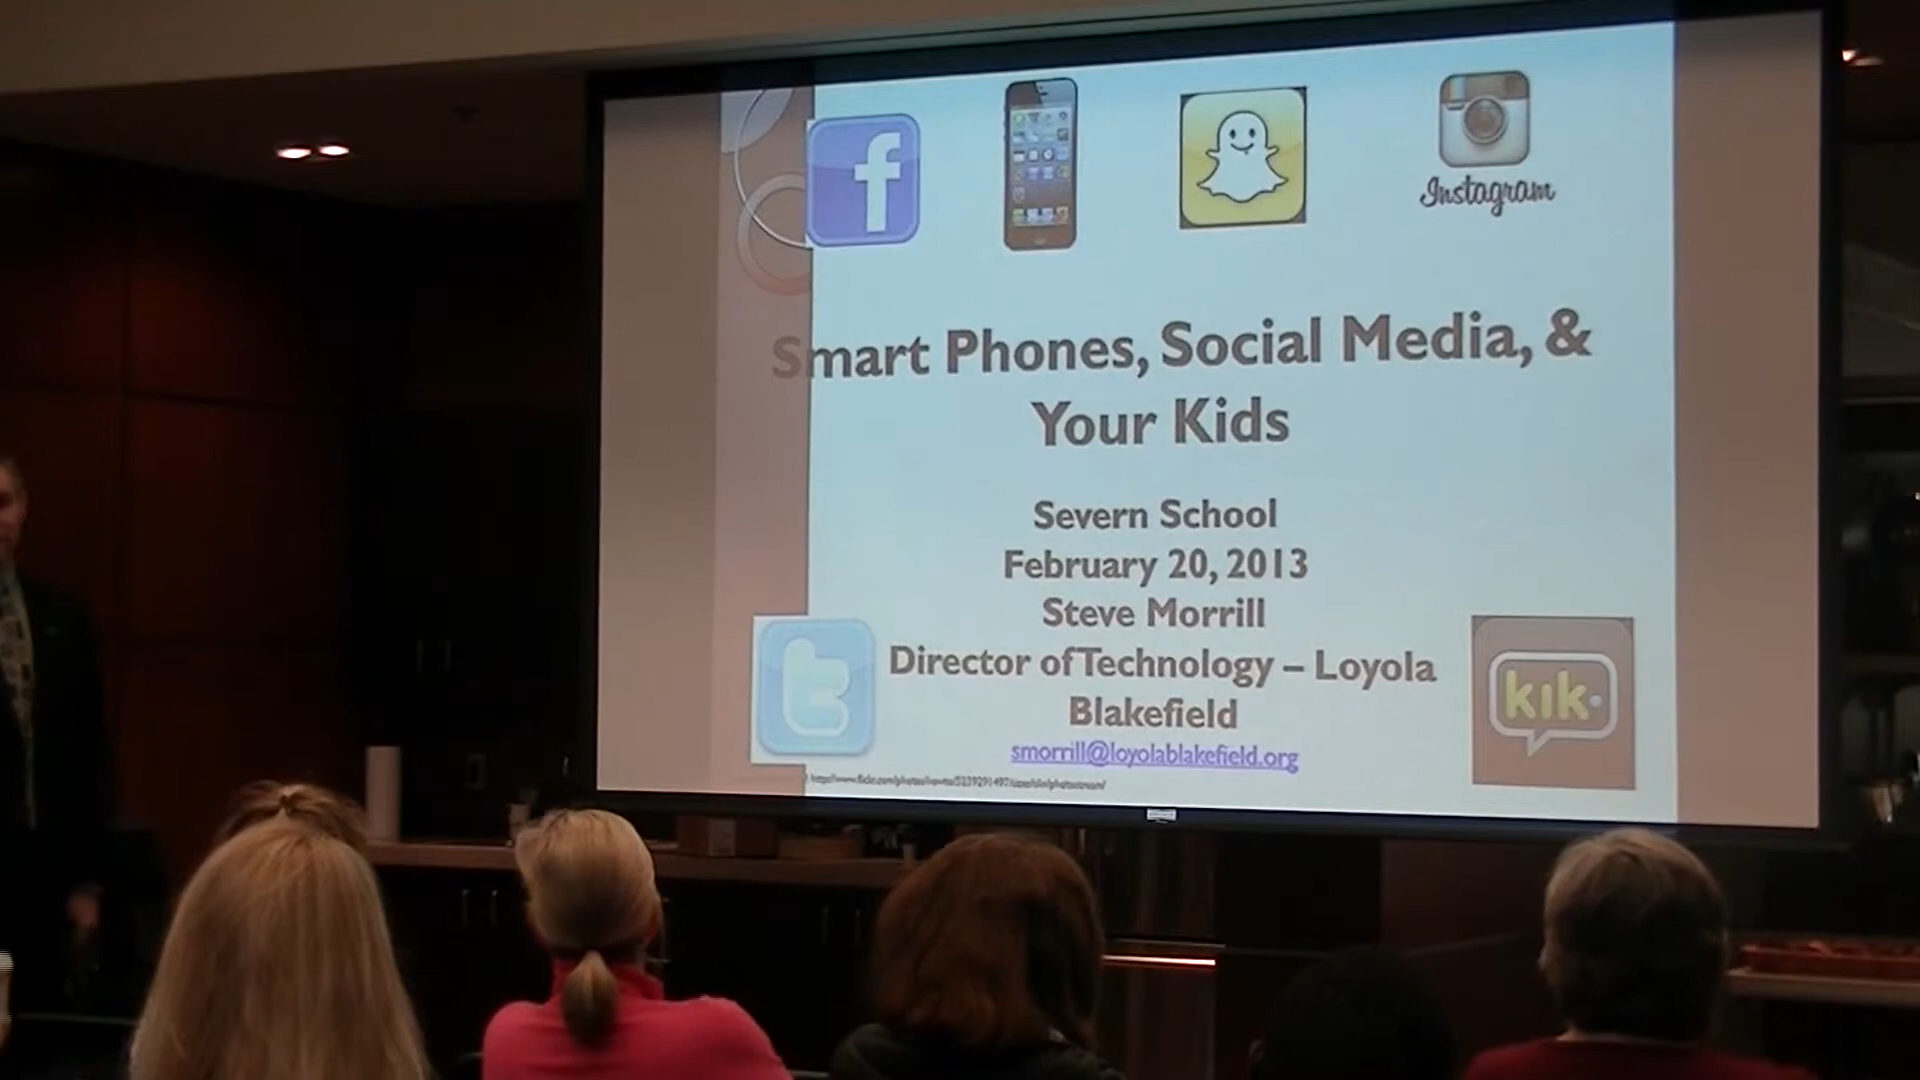 f
Instagram
Smart Phones, Social Media, &
Your Kids
Severn School
February 20, 2013
Steve Morrill
Director of Technology – Loyola
Blakefield
smorrill@loyolablakefield.org
t
kik